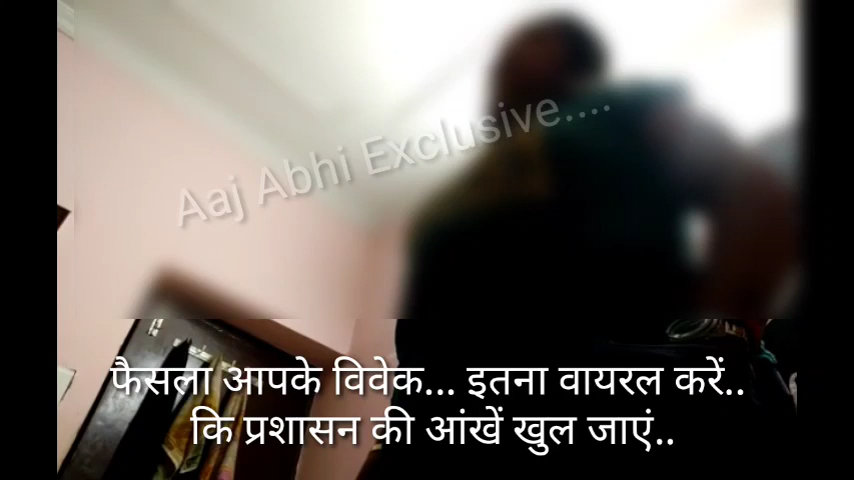 Aaj Abhi Exclusive....
फैसला आपके विवेक... इतना वायरल करें..
कि प्रशासन की आंखें खुल जाएं..